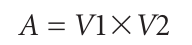 A = V1×V2